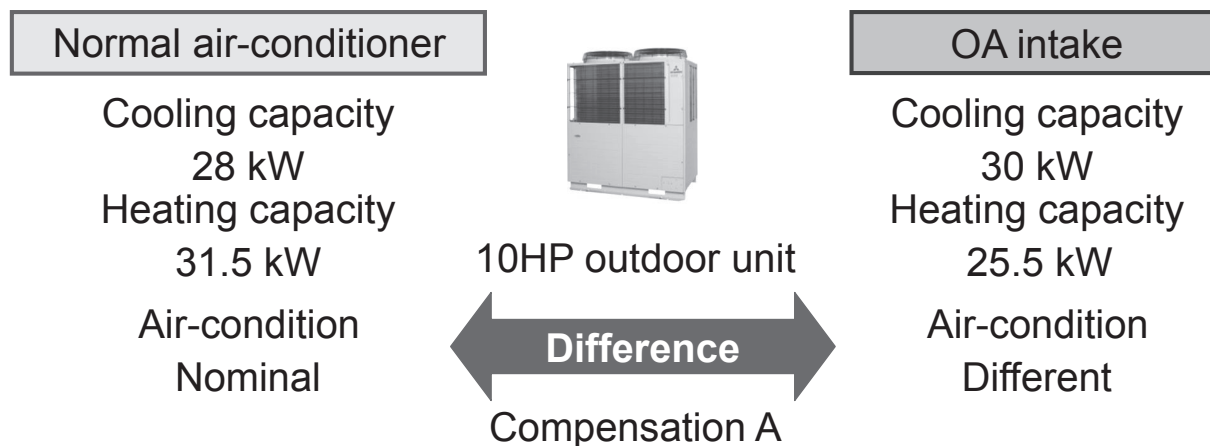 Normal air-conditioner
Cooling capacity
28 kW
Heating capacity
31.5 kW
Air-condition
Nominal
10HP outdoor unit
Difference
Compensation A
OA intake
Cooling capacity
30 kW
Heating capacity
25.5 kW
Air-condition
Different